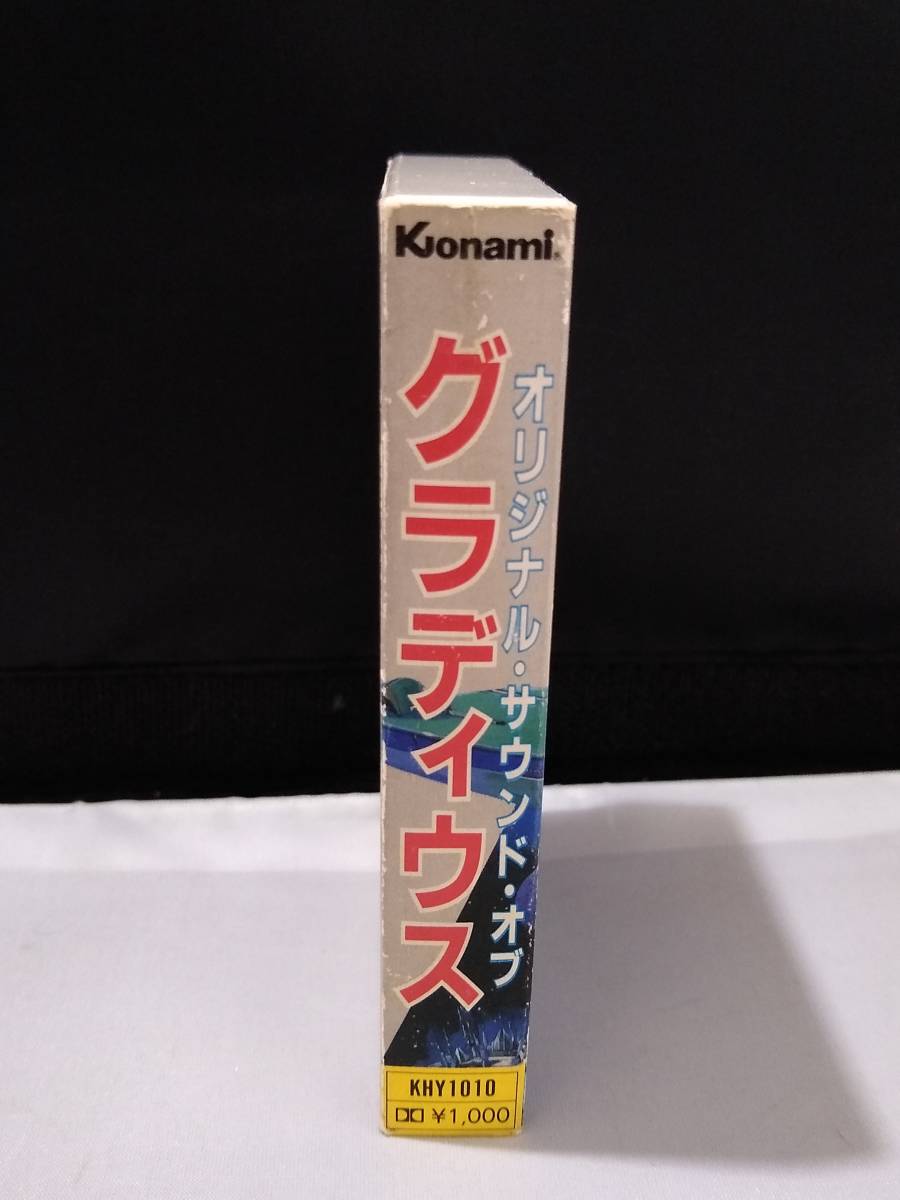 Konami
オリジナル・サウンド・オブ
グラディウス
KHY1010
¥1,000